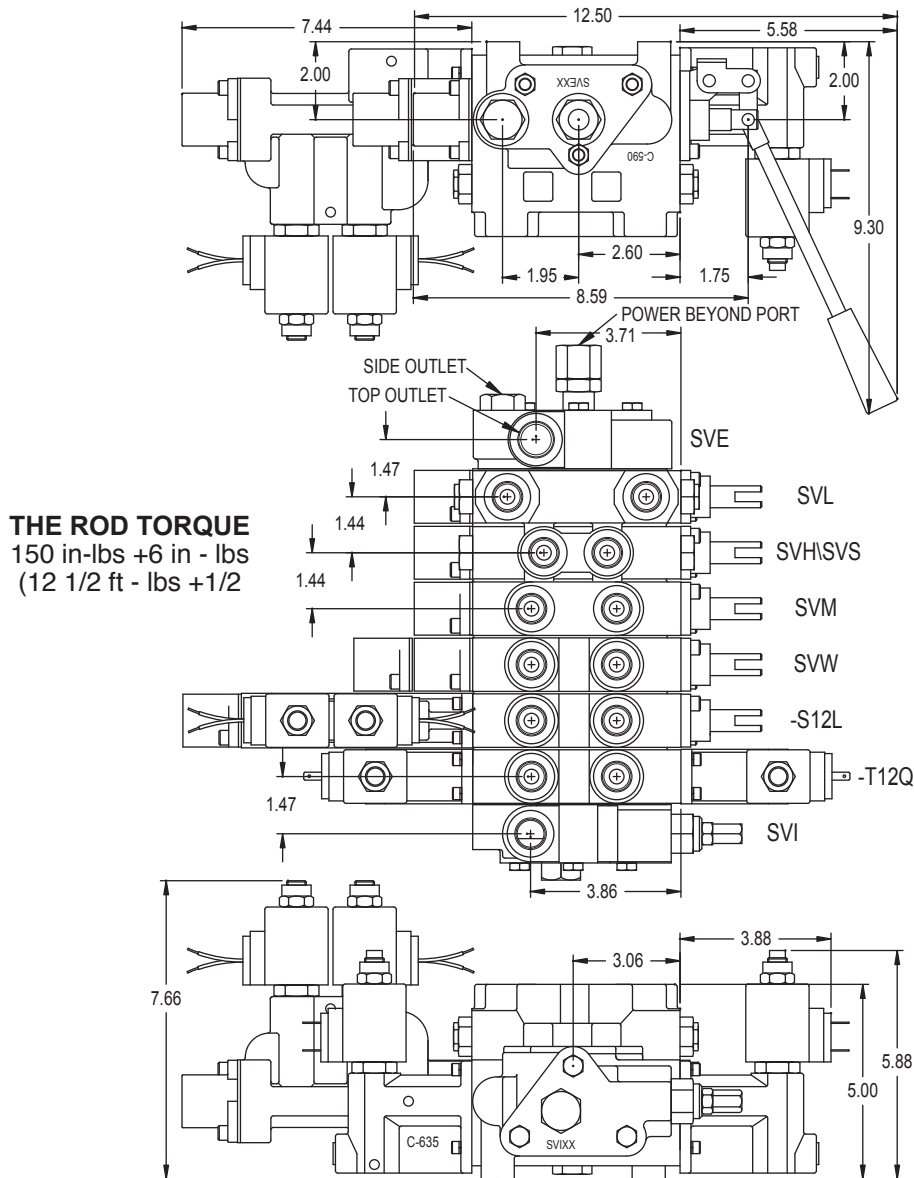 12.50
7.44
5.58
2.00
2.00
SVEXX
C-590
9.30
2.60
1.95
1.75
8.59
POWER BEYOND PORT
3.71
SIDE OUTLET
TOP OUTLET
SVE
1.47
SVL
1.44
THE ROD TORQUE
150 in-lbs +6 in - lbs
(12 1/2 ft - lbs +1/2
SVH\SVS
1.44
SVM
SVW
-S12L
-T12Q
1.47
SVI
3.86
3.88
3.06
7.66
5.88
5.00
C-635
SVIXX